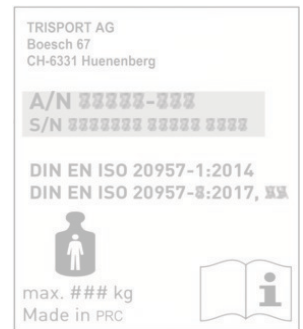 TRISPORT AG
Boesch 67
CH-6331 Huenenberg
A/N
S/N
DIN EN ISO 20957-1:2014
DIN EN ISO 20957-8:2017,
i
max. ### kg
Made in PRC